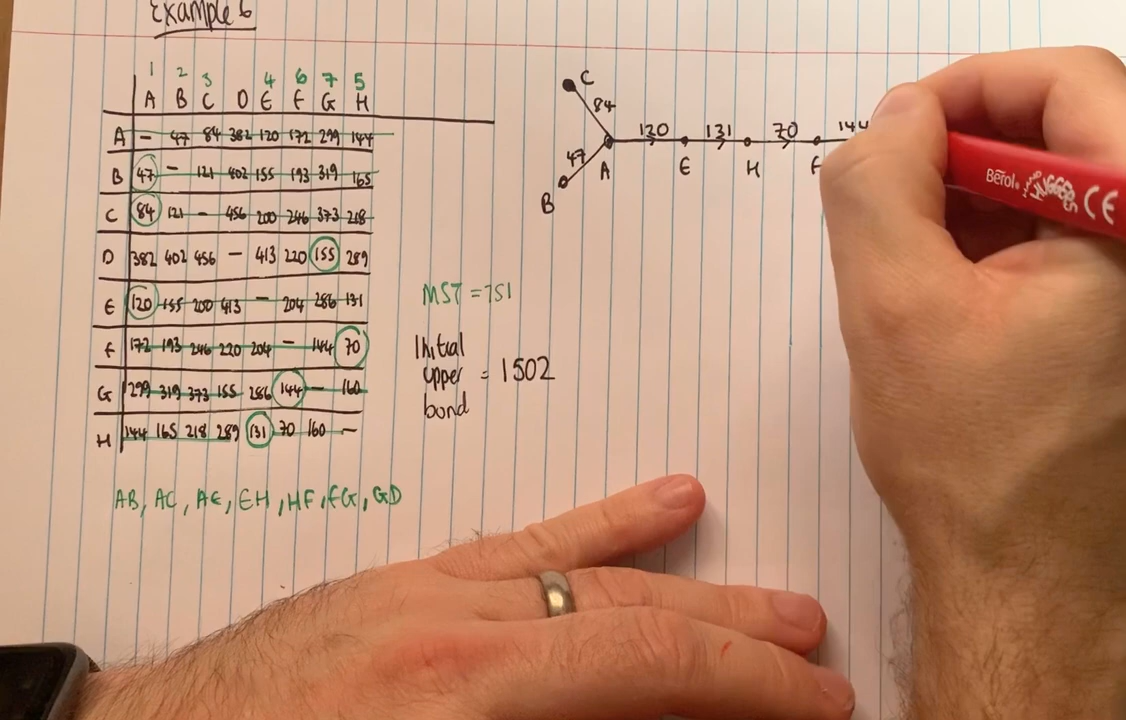 Example 6
1 2 3 4 6 7 5
A B C D E F G H
A - 47 84 382 120 172 299 144
B 47 - 121 402 155 193 319 165
C 84 121 - 456 200 246 373 218
D 382 402 456 - 413 220 155 289
E 120 155 200 413 - 204 286 131
F 172 193 246 220 204 - 144 70
G 299 319 373 155 286 144 - 160
H 144 165 218 289 131 70 160 -
AB, AC, AE, EH, HF, FG, GD
MST = 751
Initial
upper = 1502
bond
C
84
120 131 70 144
47
A E H F
B
Berol
CE